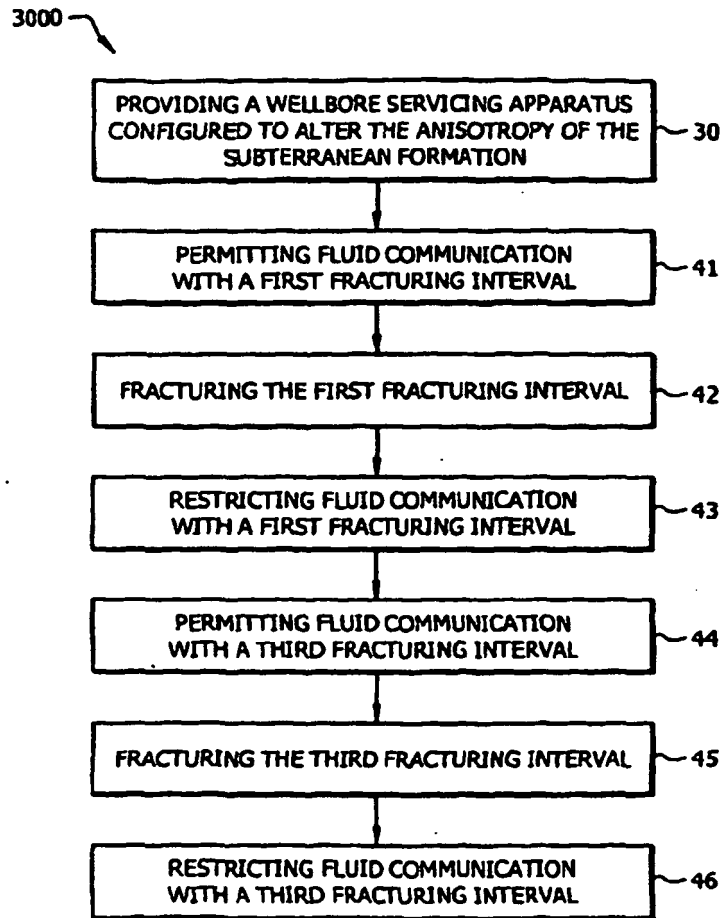 3000
PROVIDING A WELLBORE SERVICING APPARATUS
CONFIGURED TO ALTER THE ANISOTROPY OF THE
SUBTERRANEAN FORMATION
30
PERMITTING FLUID COMMUNICATION
WITH A FIRST FRACTURING INTERVAL
41
FRACTURING THE FIRST FRACTURING INTERVAL
42
RESTRICTING FLUID COMMUNICATION
WITH A FIRST FRACTURING INTERVAL
43
PERMITTING FLUID COMMUNICATION
WITH A THIRD FRACTURING INTERVAL
44
FRACTURING THE THIRD FRACTURING INTERVAL
45
RESTRICTING FLUID COMMUNICATION
WITH A THIRD FRACTURING INTERVAL
46